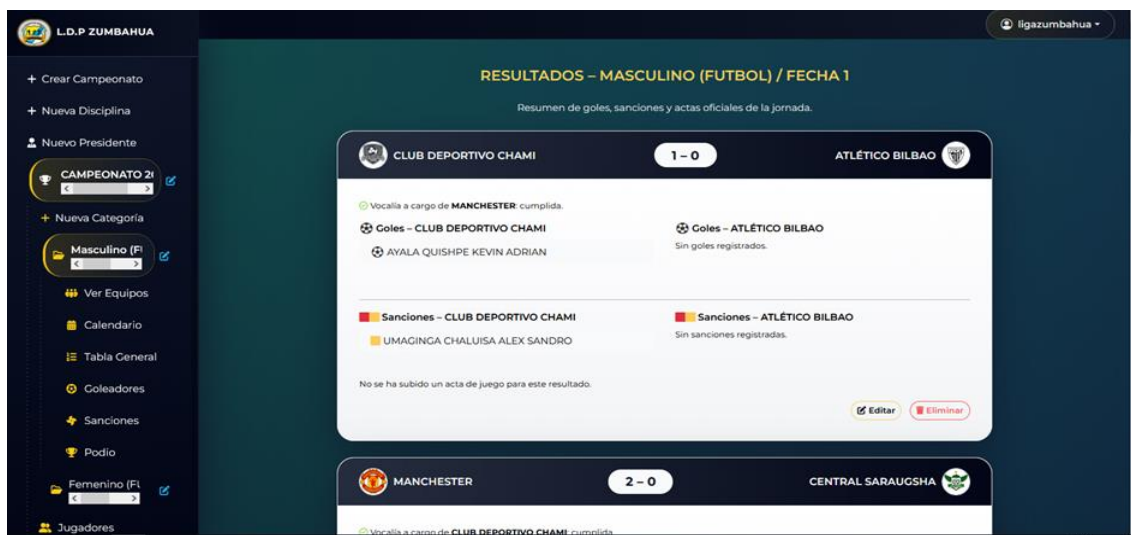 L.D.P ZUMBAHUA
ligazumbahua
+ Crear Campeonato
+ Nueva Disciplina
Nuevo Presidente
CAMPEONATO 2
+ Nueva Categoría
Masculino (F
Ver Equipos
Calendario
Tabla General
Goleadores
Sanciones
Podio
Femenino (F
Jugadores
RESULTADOS – MASCULINO (FUTBOL) / FECHA 1
Resumen de goles, sanciones y actas oficiales de la jornada.
CLUB DEPORTIVO CHAMI 1 – 0 ATLÉTICO BILBAO
Vocalía a cargo de MANCHESTER: cumplida.
Goles – CLUB DEPORTIVO CHAMI
AYALA QUISHPE KEVIN ADRIAN
Goles – ATLÉTICO BILBAO
Sin goles registrados.
Sanciones – CLUB DEPORTIVO CHAMI
UMAGINGA CHALUISA ALEX SANDRO
Sanciones – ATLÉTICO BILBAO
Sin sanciones registradas.
No se ha subido un acta de juego para este resultado.
Editar Eliminar
MANCHESTER 2 – 0 CENTRAL SARAUGSHA
Vocalía a cargo de CLUB DEPORTIVO CHAMI: cumplida.